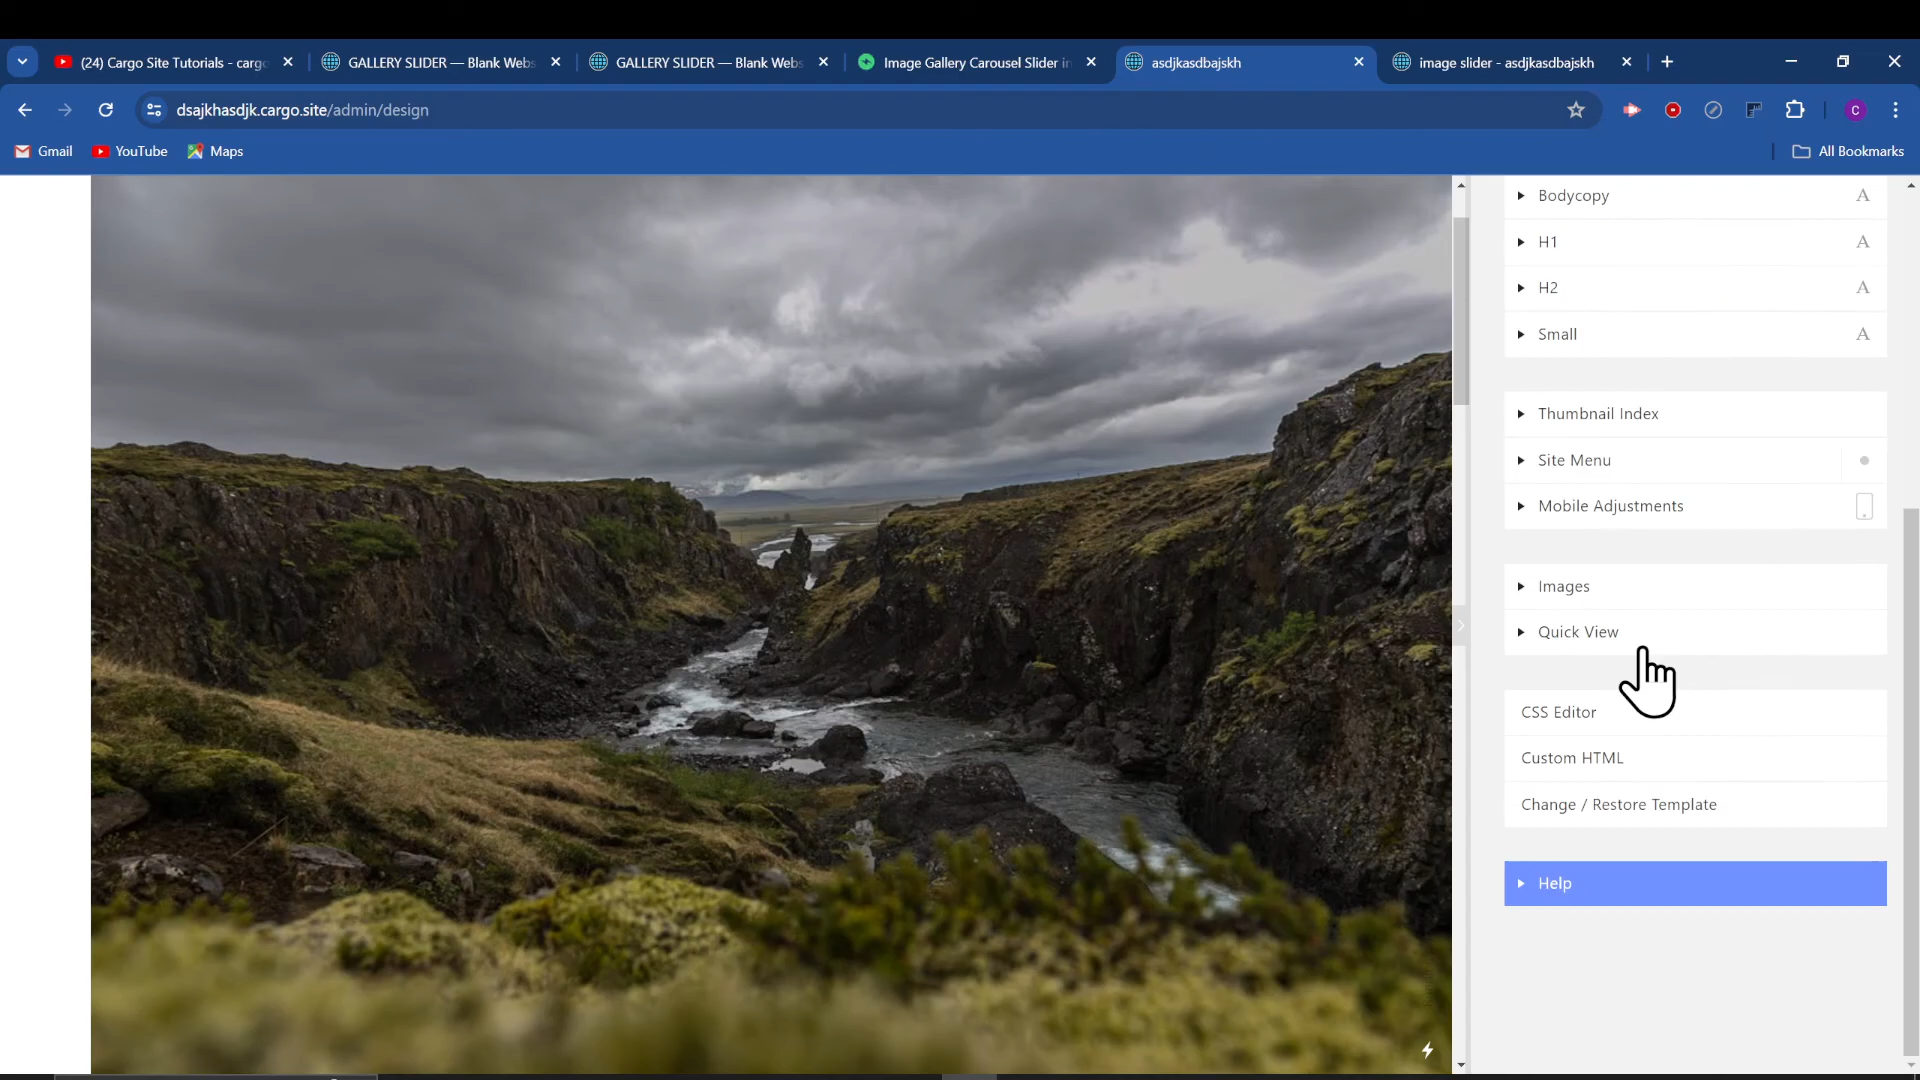 (24) Cargo Site Tutorials - cargo
GALLERY SLIDER — Blank Webs
GALLERY SLIDER — Blank Webs
Image Gallery Carousel Slider in
asdjkasdbajskh
image slider - asdjkasdbajskh
dsajkhasdjk.cargo.site/admin/design
C
Gmail
YouTube
Maps
All Bookmarks
Bodycopy A
H1 A
H2 A
Small A
Thumbnail Index
Site Menu
Mobile Adjustments
Images
Quick View
CSS Editor
Custom HTML
Change / Restore Template
Help